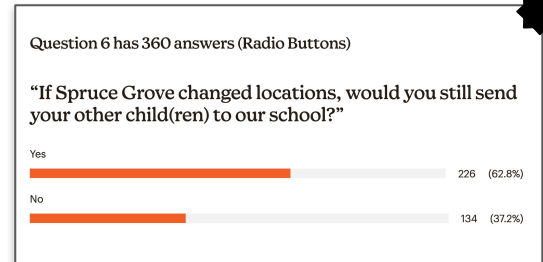 Question 6 has 360 answers (Radio Buttons)
“If Spruce Grove changed locations, would you still send
your other child(ren) to our school?”
Yes
226 (62.8%)
No
134 (37.2%)